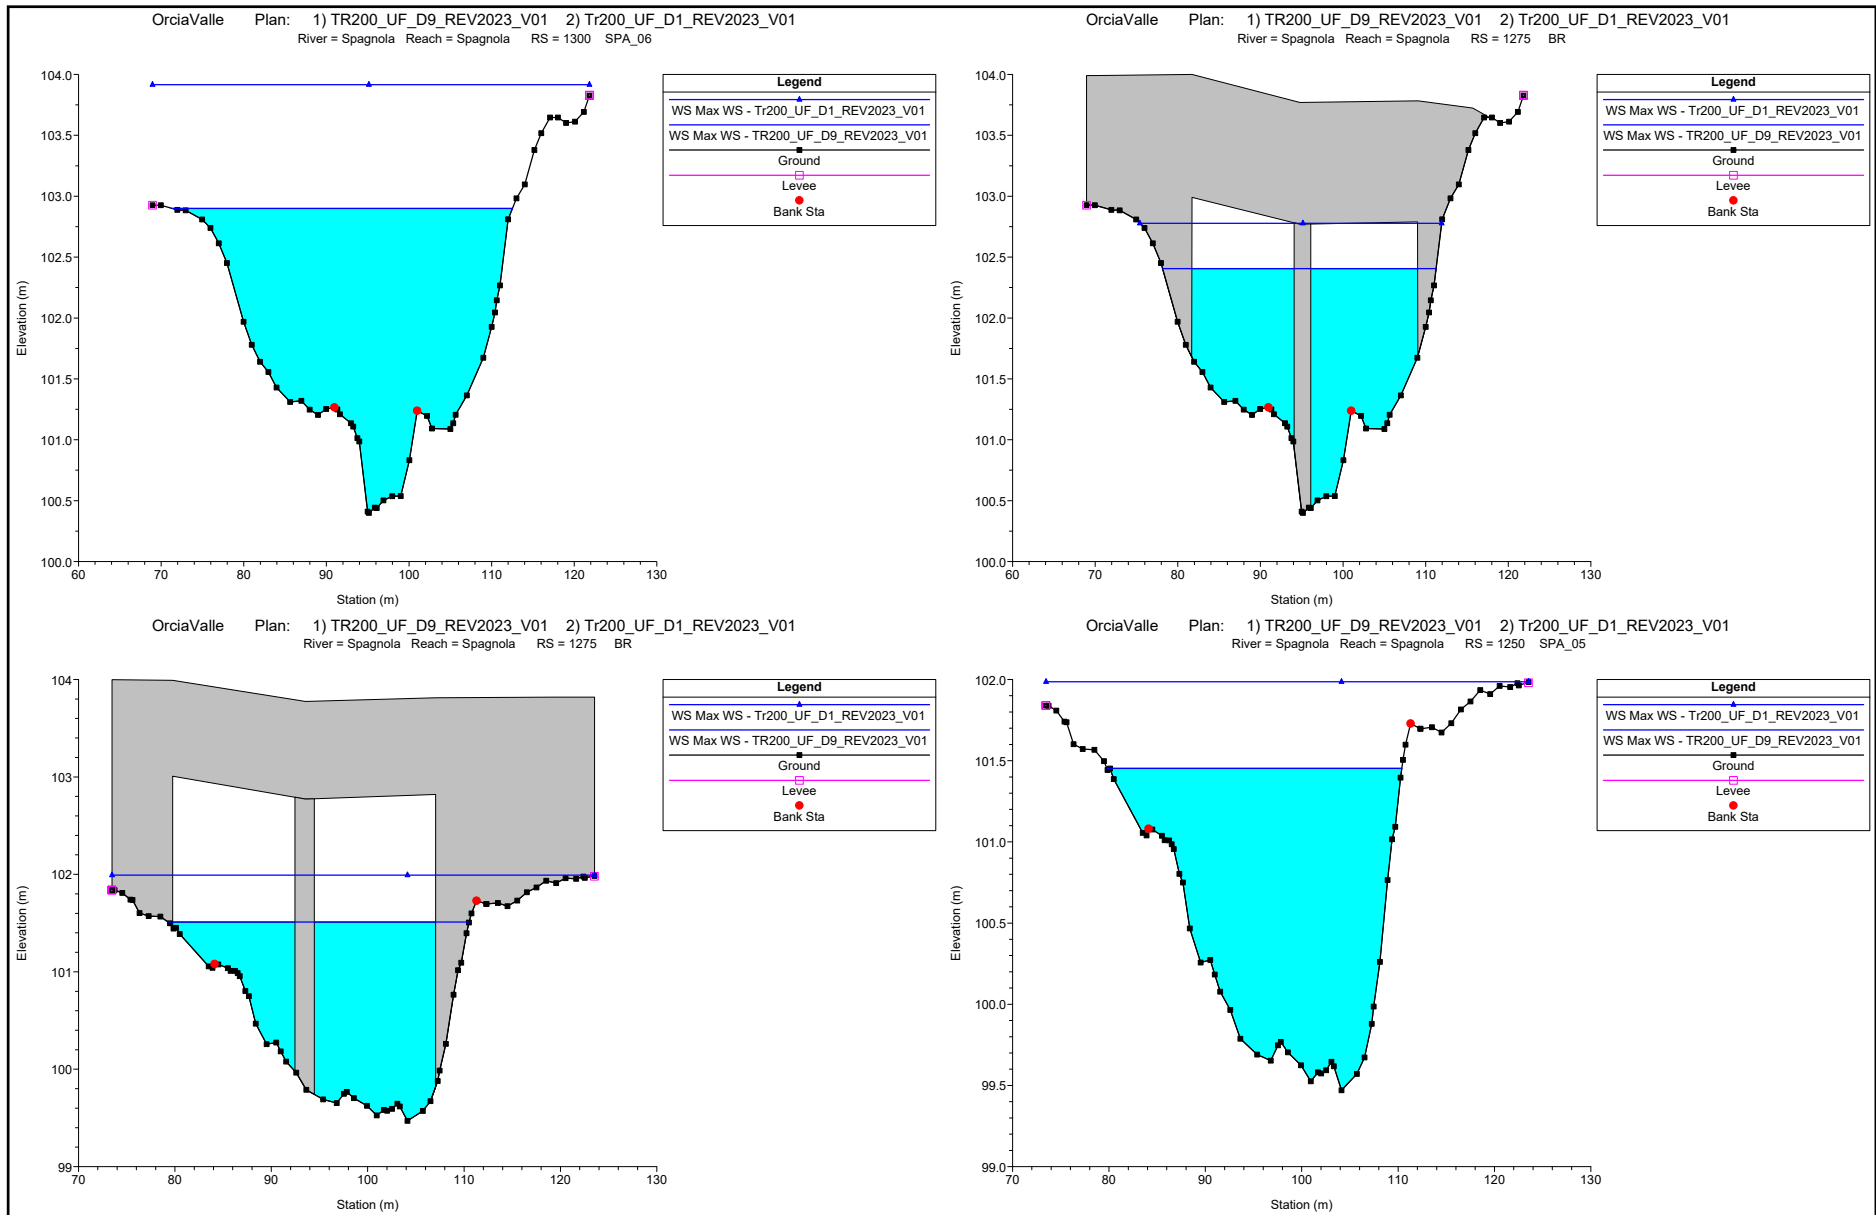 OrciaValle Plan: 1) TR200_UF_D9_REV2023_V01 2) Tr200_UF_D1_REV2023_V01
River = Spagnola Reach = Spagnola RS = 1300 SPA_06
104.0
103.5
103.0
102.5
102.0
101.5
101.0
100.5
100.0
Elevation (m)
60 70 80 90 100 110 120 130
Station (m)
Legend
WS Max WS - Tr200_UF_D1_REV2023_V01
WS Max WS - TR200_UF_D9_REV2023_V01
Ground
Levee
Bank Sta
OrciaValle Plan: 1) TR200_UF_D9_REV2023_V01 2) Tr200_UF_D1_REV2023_V01
River = Spagnola Reach = Spagnola RS = 1275 BR
104.0
103.5
103.0
102.5
102.0
101.5
101.0
100.5
100.0
Elevation (m)
60 70 80 90 100 110 120 130
Station (m)
Legend
WS Max WS - Tr200_UF_D1_REV2023_V01
WS Max WS - TR200_UF_D9_REV2023_V01
Ground
Levee
Bank Sta
OrciaValle Plan: 1) TR200_UF_D9_REV2023_V01 2) Tr200_UF_D1_REV2023_V01
River = Spagnola Reach = Spagnola RS = 1275 BR
104
103
102
101
100
99
Elevation (m)
70 80 90 100 110 120 130
Station (m)
Legend
WS Max WS - Tr200_UF_D1_REV2023_V01
WS Max WS - TR200_UF_D9_REV2023_V01
Ground
Levee
Bank Sta
OrciaValle Plan: 1) TR200_UF_D9_REV2023_V01 2) Tr200_UF_D1_REV2023_V01
River = Spagnola Reach = Spagnola RS = 1250 SPA_05
102.0
101.5
101.0
100.5
100.0
99.5
99.0
Elevation (m)
70 80 90 100 110 120 130
Station (m)
Legend
WS Max WS - Tr200_UF_D1_REV2023_V01
WS Max WS - TR200_UF_D9_REV2023_V01
Ground
Levee
Bank Sta